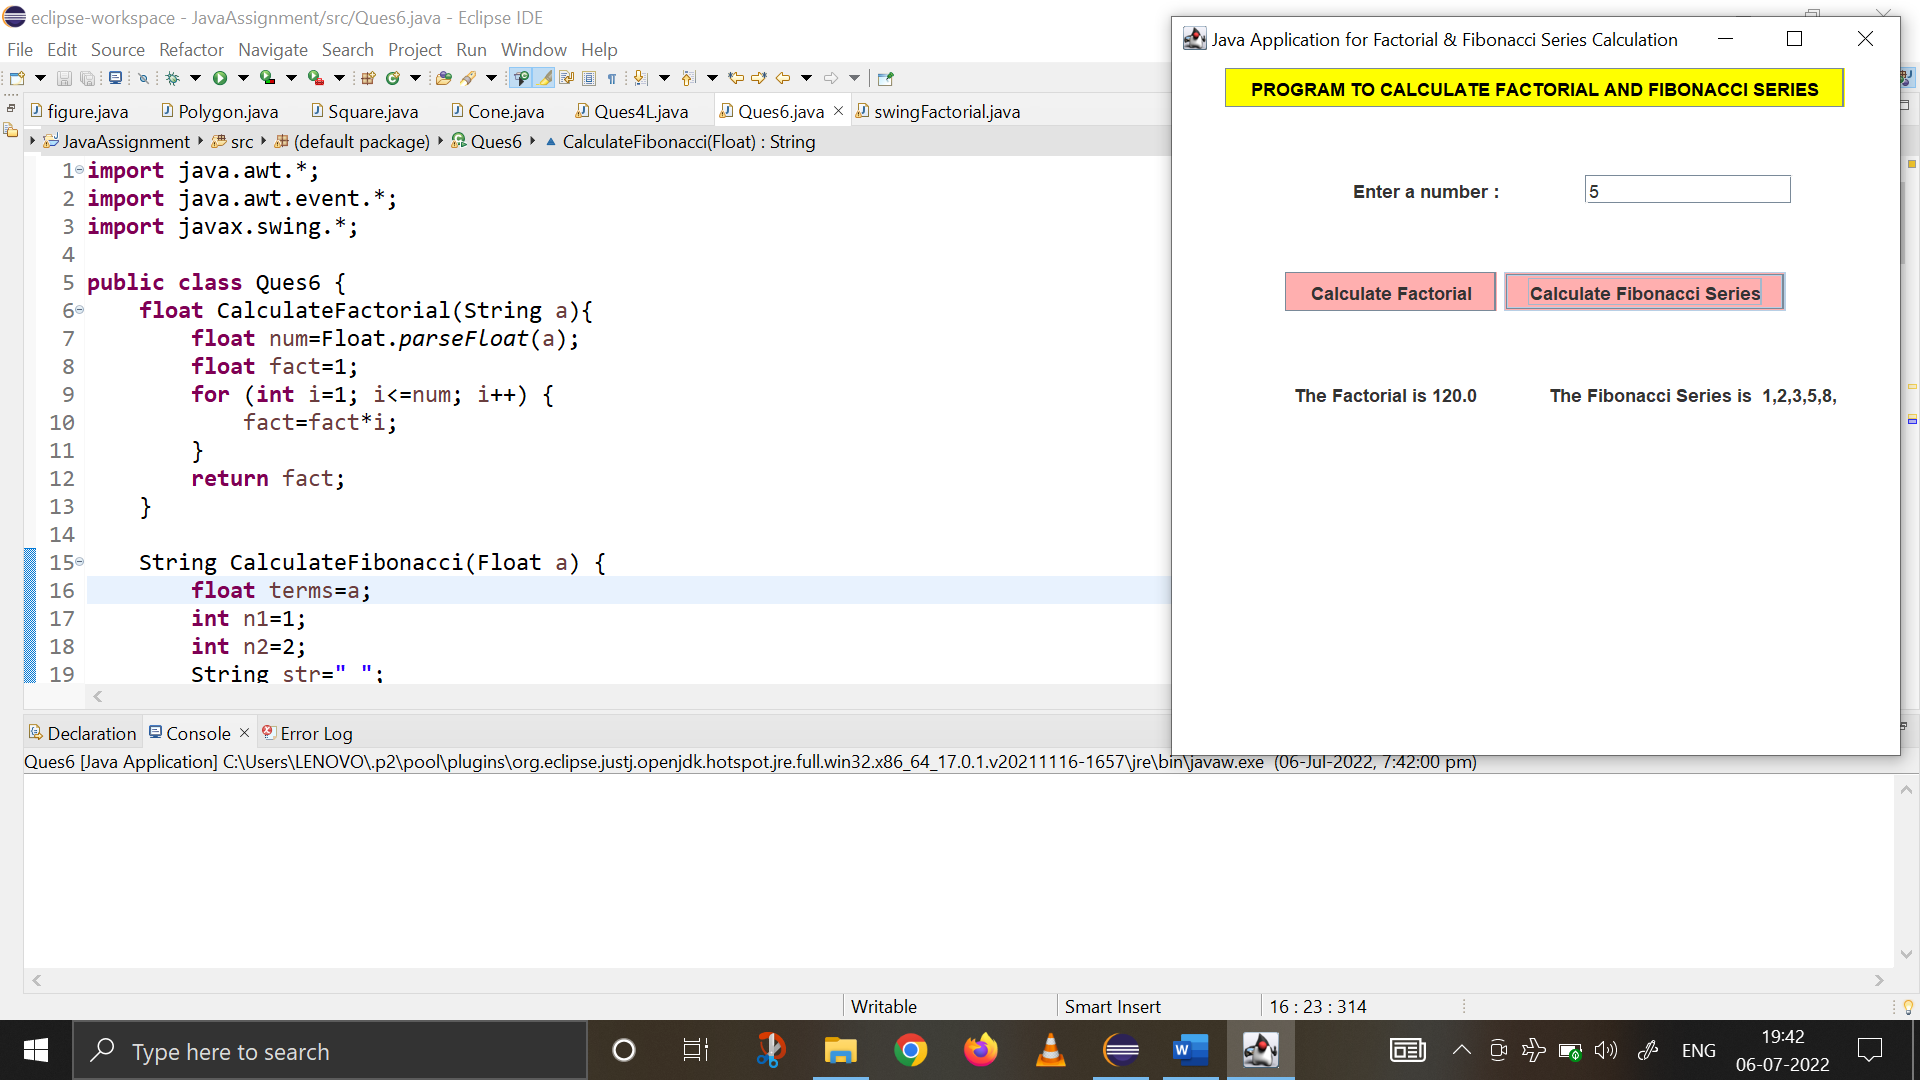 eclipse-workspace - JavaAssignment/src/Ques6.java - Eclipse IDE
File Edit Source Refactor Navigate Search Project Run Window Help
figure.java Polygon.java Square.java Cone.java Ques4L.java Ques6.java swingFactorial.java
JavaAssignment src (default package) Ques6 CalculateFibonacci(Float) : String
1 import java.awt.*;
2 import java.awt.event.*;
3 import javax.swing.*;
4
5 public class Ques6 {
6 float CalculateFactorial(String a){
7 float num=Float.parseFloat(a);
8 float fact=1;
9 for (int i=1; i<=num; i++) {
10 fact=fact*i;
11 }
12 return fact;
13 }
14
15 String CalculateFibonacci(Float a) {
16 float terms=a;
17 int n1=1;
18 int n2=2;
19 String str=" ";
Java Application for Factorial & Fibonacci Series Calculation
PROGRAM TO CALCULATE FACTORIAL AND FIBONACCI SERIES
Enter a number : 5
Calculate Factorial Calculate Fibonacci Series
The Factorial is 120.0 The Fibonacci Series is 1,2,3,5,8,
Declaration Console Error Log
Ques6 [Java Application] C:\Users\LENOVO\.p2\pool\plugins\org.eclipse.justj.openjdk.hotspot.jre.full.win32.x86_64_17.0.1.v20211116-1657\jre\bin\javaw.exe (06-Jul-2022, 7:42:00 pm)
Writable Smart Insert 16 : 23 : 314
Type here to search
W
ENG
19:42
06-07-2022